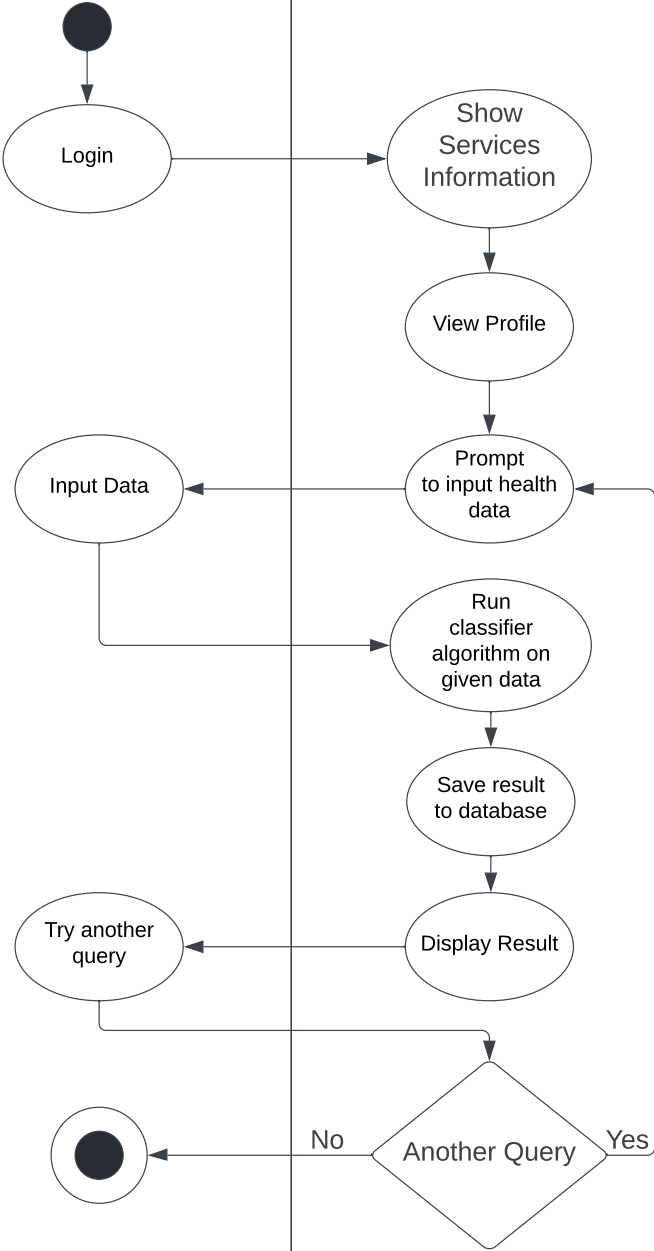 Login
Show
Services
Information
View Profile
Input Data
Prompt
to input health
data
Run
classifier
algorithm on
given data
Save result
to database
Try another
query
Display Result
No
Another Query
Yes